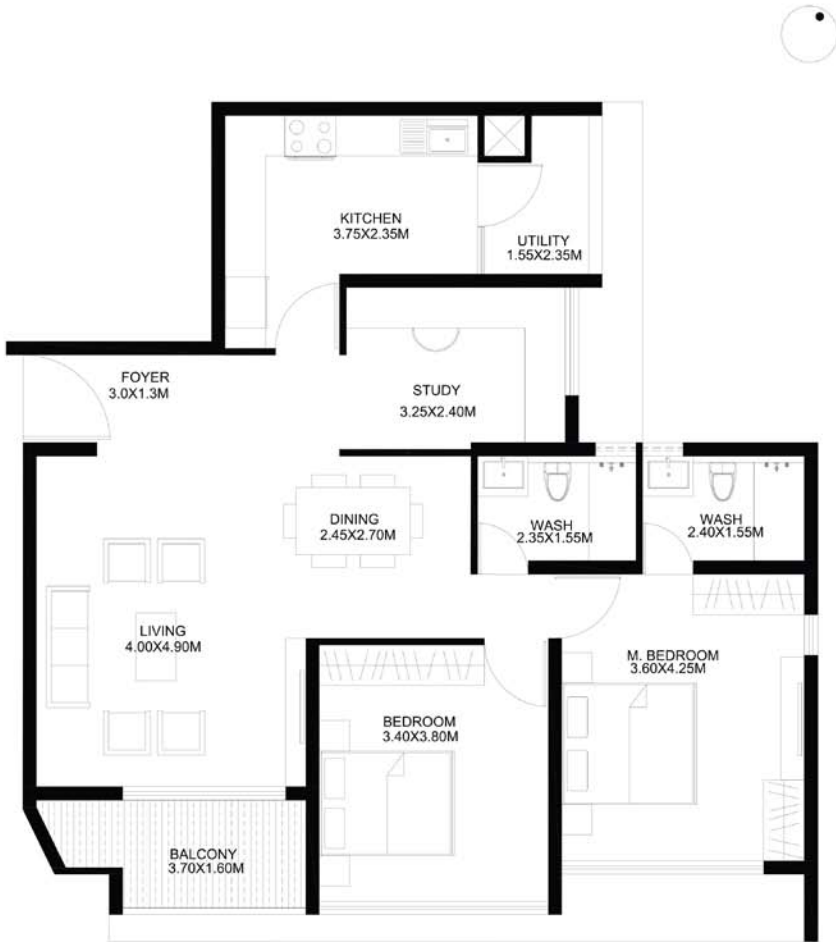 KITCHEN
3.75X2.35M
UTILITY
1.55X2.35M
FOYER
3.0X1.3M
STUDY
3.25X2.40M
DINING
2.45X2.70M
WASH
2.35X1.55M
WASH
2.40X1.55M
LIVING
4.00X4.90M
M. BEDROOM
3.60X4.25M
BEDROOM
3.40X3.80M
BALCONY
3.70X1.60M